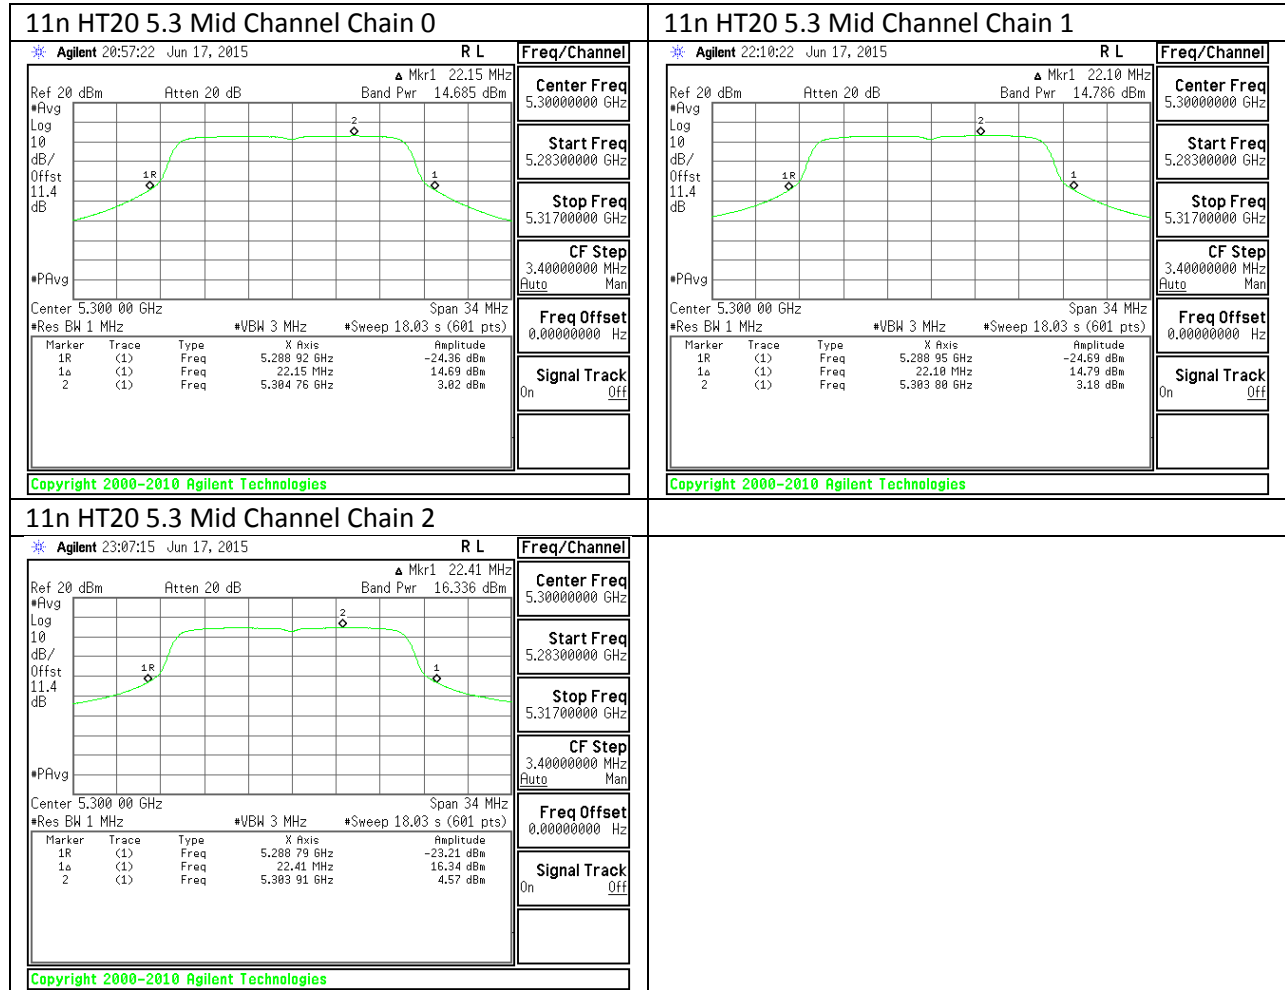 11n HT20 5.3 Mid Channel Chain 0
Agilent 20:57:22 Jun 17, 2015 R L Freq/Channel
Δ Mkr1 22.15 MHz
Ref 20 dBm Atten 20 dB Band Pwr 14.685 dBm
#Avg
Log
10
dB/
Offst
11.4
dB
#PAvg
1R
2
1
Center 5.300 00 GHz Span 34 MHz
#Res BW 1 MHz #VBW 3 MHz #Sweep 18.03 s (601 pts)
Marker Trace Type X Axis Amplitude
1R (1) Freq 5.288 92 GHz -24.36 dBm
1Δ (1) Freq 22.15 MHz 14.69 dBm
2 (1) Freq 5.304 76 GHz 3.02 dBm
Center Freq
5.30000000 GHz
Start Freq
5.28300000 GHz
Stop Freq
5.31700000 GHz
CF Step
3.40000000 MHz
Auto Man
Freq Offset
0.00000000 Hz
Signal Track
On Off
Copyright 2000-2010 Agilent Technologies
11n HT20 5.3 Mid Channel Chain 1
Agilent 22:10:22 Jun 17, 2015 R L Freq/Channel
Δ Mkr1 22.10 MHz
Ref 20 dBm Atten 20 dB Band Pwr 14.786 dBm
#Avg
Log
10
dB/
Offst
11.4
dB
#PAvg
1R
2
1
Center 5.300 00 GHz Span 34 MHz
#Res BW 1 MHz #VBW 3 MHz #Sweep 18.03 s (601 pts)
Marker Trace Type X Axis Amplitude
1R (1) Freq 5.288 95 GHz -24.69 dBm
1Δ (1) Freq 22.10 MHz 14.79 dBm
2 (1) Freq 5.303 80 GHz 3.18 dBm
Center Freq
5.30000000 GHz
Start Freq
5.28300000 GHz
Stop Freq
5.31700000 GHz
CF Step
3.40000000 MHz
Auto Man
Freq Offset
0.00000000 Hz
Signal Track
On Off
Copyright 2000-2010 Agilent Technologies
11n HT20 5.3 Mid Channel Chain 2
Agilent 23:07:15 Jun 17, 2015 R L Freq/Channel
Δ Mkr1 22.41 MHz
Ref 20 dBm Atten 20 dB Band Pwr 16.336 dBm
#Avg
Log
10
dB/
Offst
11.4
dB
#PAvg
1R
2
1
Center 5.300 00 GHz Span 34 MHz
#Res BW 1 MHz #VBW 3 MHz #Sweep 18.03 s (601 pts)
Marker Trace Type X Axis Amplitude
1R (1) Freq 5.288 79 GHz -23.21 dBm
1Δ (1) Freq 22.41 MHz 16.34 dBm
2 (1) Freq 5.303 91 GHz 4.57 dBm
Center Freq
5.30000000 GHz
Start Freq
5.28300000 GHz
Stop Freq
5.31700000 GHz
CF Step
3.40000000 MHz
Auto Man
Freq Offset
0.00000000 Hz
Signal Track
On Off
Copyright 2000-2010 Agilent Technologies